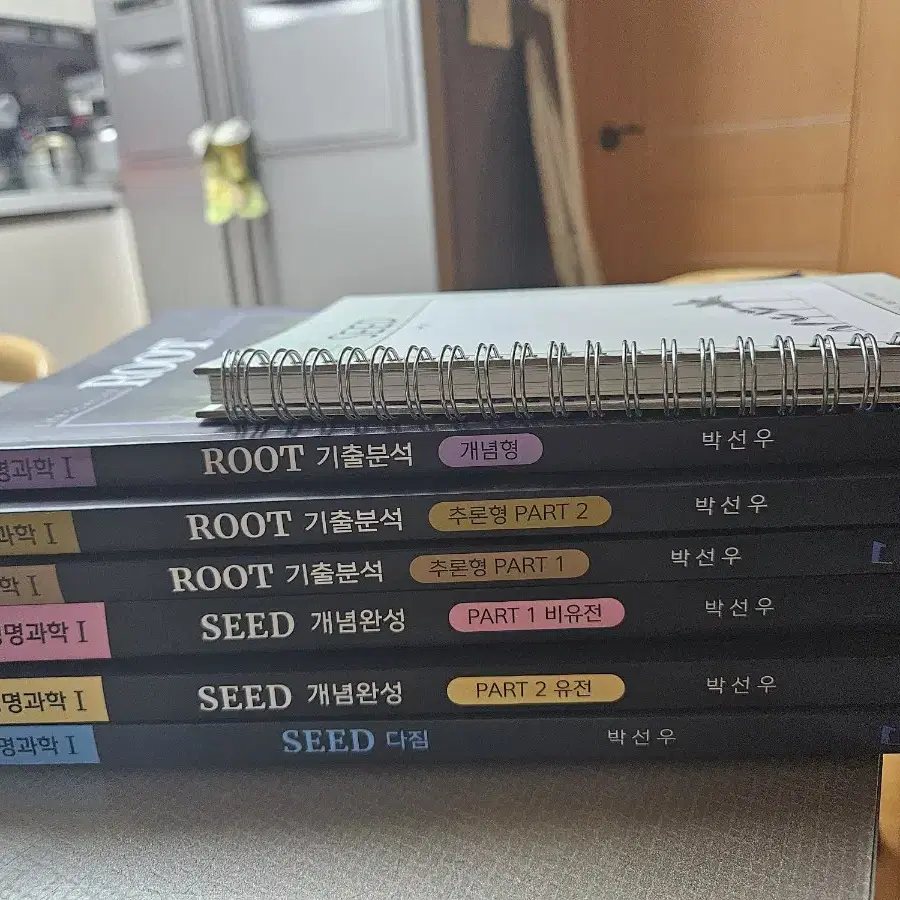 SEED
ROOT
명과학 I ROOT 기출분석 개념형 박선우
과학 I ROOT 기출분석 추론형 PART 2 박선우
학 I ROOT 기출분석 추론형 PART 1 박선우
명과학 I SEED 개념완성 PART 1 비유전 박선우
명과학 I SEED 개념완성 PART 2 유전 박선우
명과학 I SEED 다짐 박선우